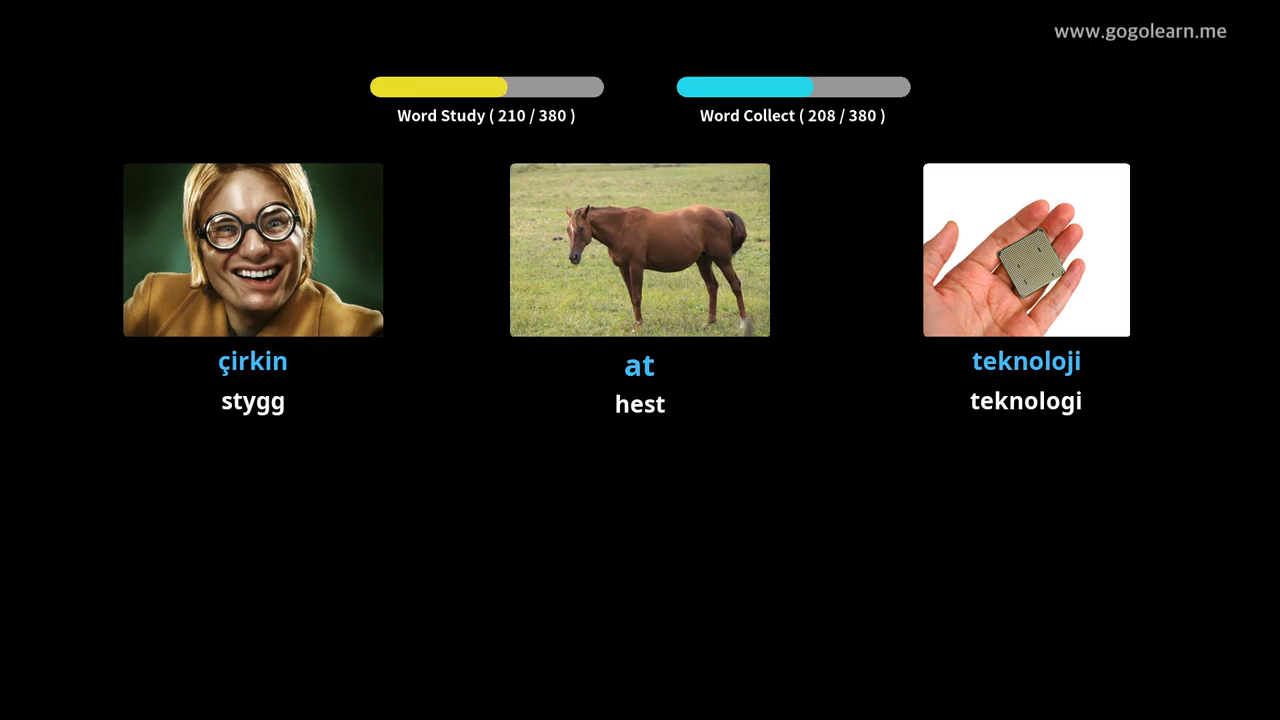 www.gogolearn.me
Word Study ( 210 / 380 )
Word Collect ( 208 / 380 )
çirkin
stygg
at
hest
teknoloji
teknologi